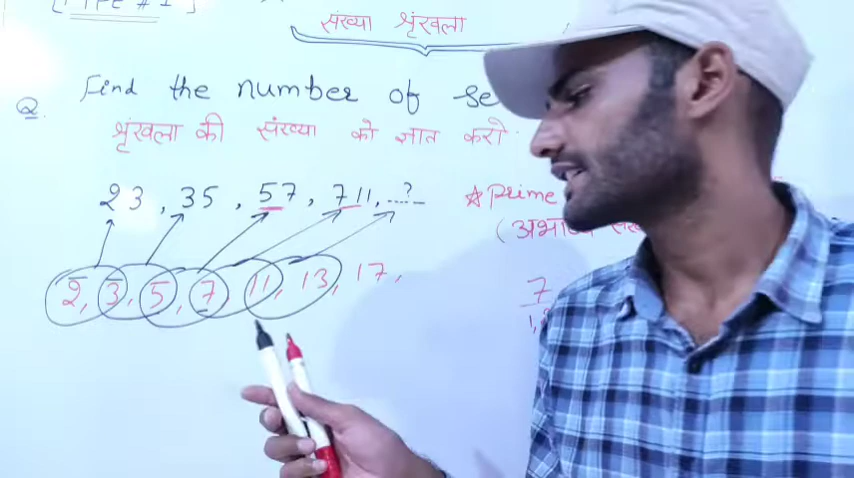 संख्या श्रृंखला
Q. Find the number of se
श्रृंखला की संख्या को ज्ञात करो
23, 35, 57, 711, ...?
★ Prime
(अभाज्य
2, 3, 5, 7, 11, 13, 17,
7